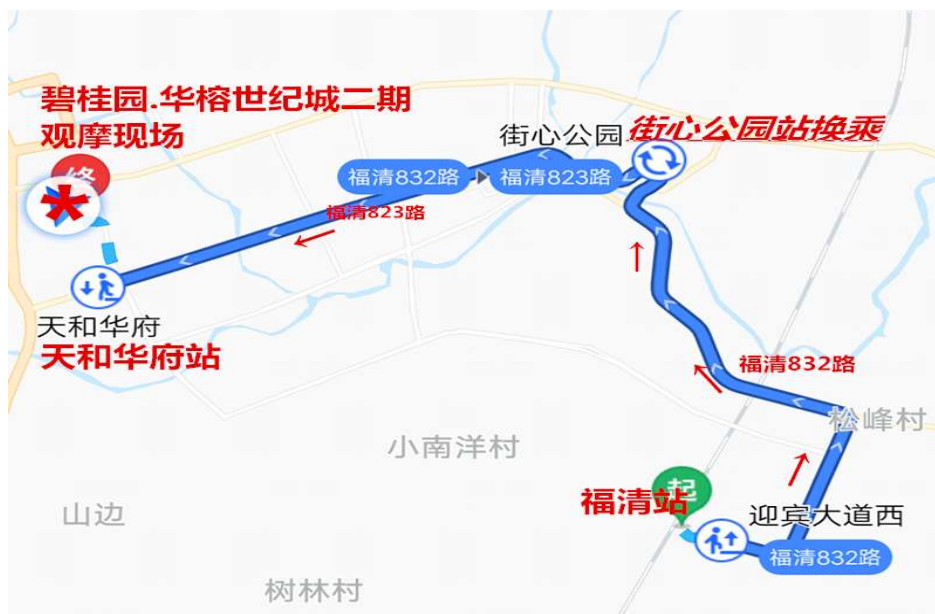 碧桂园.华榕世纪城二期
观摩现场
终
街心公园
街心公园站换乘
福清832路
福清823路
福清823路
天和华府
天和华府站
福清832路
松峰村
小南洋村
起
福清站
迎宾大道西
山边
福清832路
树林村